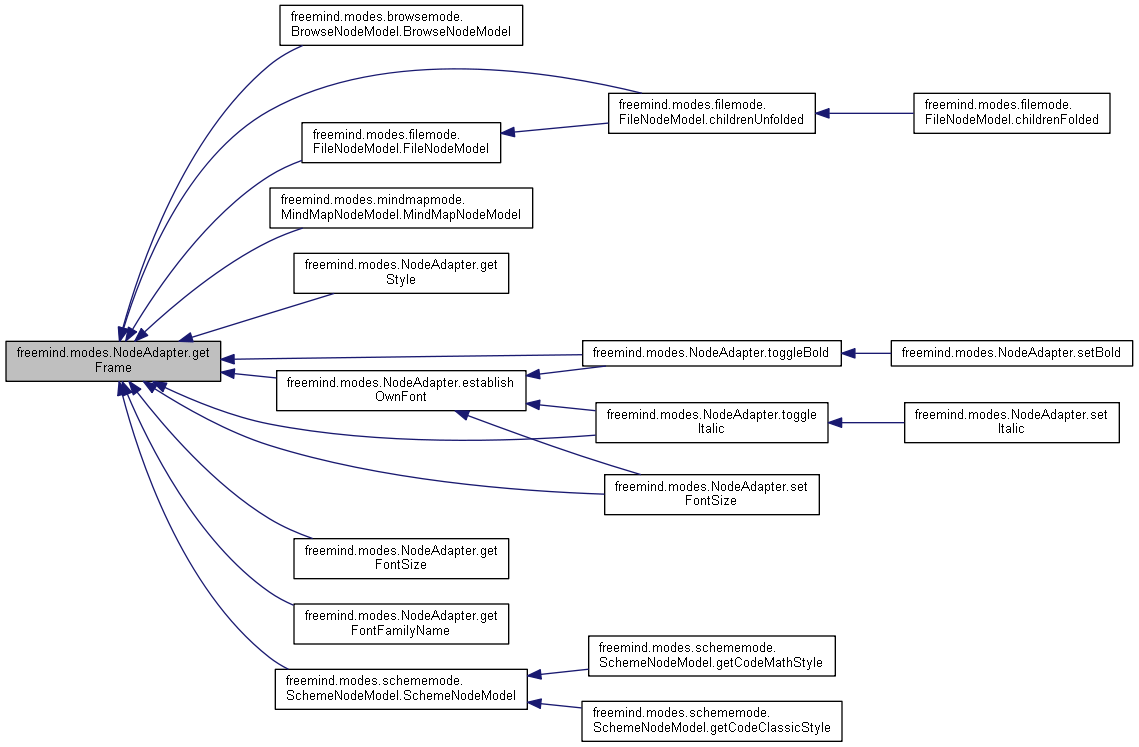 freemind.modes.browsemode.
BrowseNodeModel.BrowseNodeModel
freemind.modes.filemode.
FileNodeModel.childrenUnfolded
freemind.modes.filemode.
FileNodeModel.childrenFolded
freemind.modes.filemode.
FileNodeModel.FileNodeModel
freemind.modes.mindmapmode.
MindMapNodeModel.MindMapNodeModel
freemind.modes.NodeAdapter.get
Style
freemind.modes.NodeAdapter.get
Frame
freemind.modes.NodeAdapter.toggleBold
freemind.modes.NodeAdapter.setBold
freemind.modes.NodeAdapter.establish
OwnFont
freemind.modes.NodeAdapter.toggle
Italic
freemind.modes.NodeAdapter.set
Italic
freemind.modes.NodeAdapter.set
FontSize
freemind.modes.NodeAdapter.get
FontSize
freemind.modes.NodeAdapter.get
FontFamilyName
freemind.modes.schememode.
SchemeNodeModel.getCodeMathStyle
freemind.modes.schememode.
SchemeNodeModel.SchemeNodeModel
freemind.modes.schememode.
SchemeNodeModel.getCodeClassicStyle